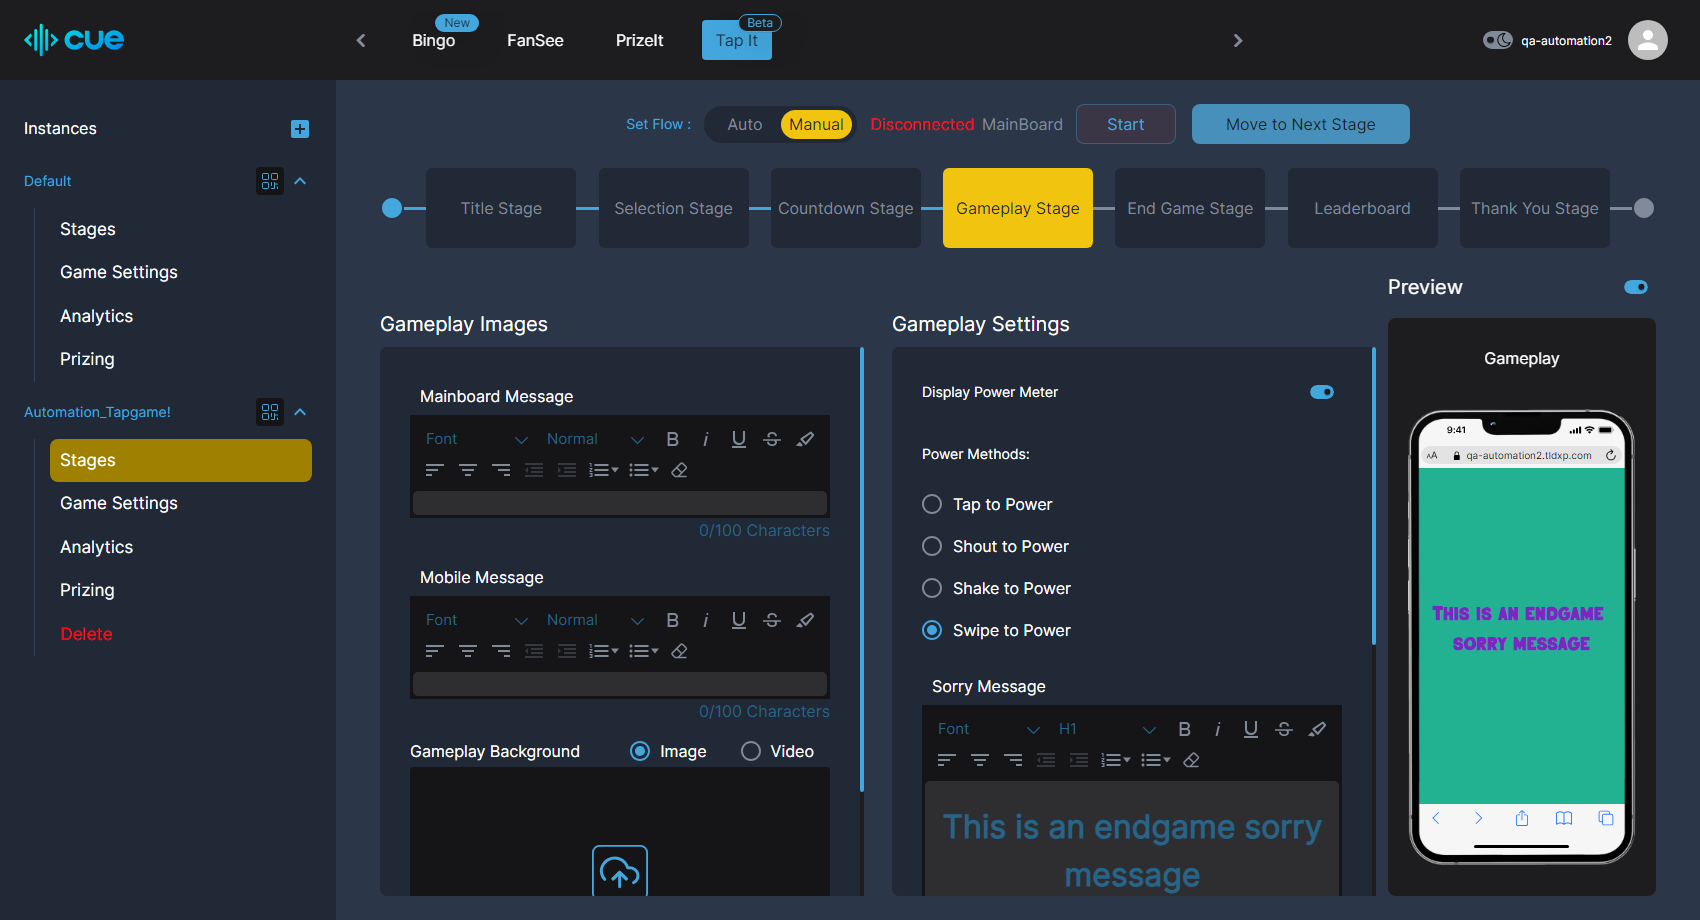 cue
Bingo
New
FanSee
PrizeIt
Tap It
Beta
qa-automation2
Instances
Default
Stages
Game Settings
Analytics
Prizing
Automation_Tapgame!
Stages
Game Settings
Analytics
Prizing
Delete
Set Flow :
Auto
Manual
Disconnected MainBoard
Start
Move to Next Stage
Title Stage
Selection Stage
Countdown Stage
Gameplay Stage
End Game Stage
Leaderboard
Thank You Stage
Gameplay Images
Mainboard Message
Font
Normal
B
i
U
S
0/100 Characters
Mobile Message
Font
Normal
B
i
U
S
0/100 Characters
Gameplay Background
Image
Video
Gameplay Settings
Display Power Meter
Power Methods:
Tap to Power
Shout to Power
Shake to Power
Swipe to Power
Sorry Message
Font
H1
B
i
U
S
This is an endgame sorry
message
Preview
Gameplay
9:41
AA
qa-automation2.tldxp.com
This is an endgame
sorry message